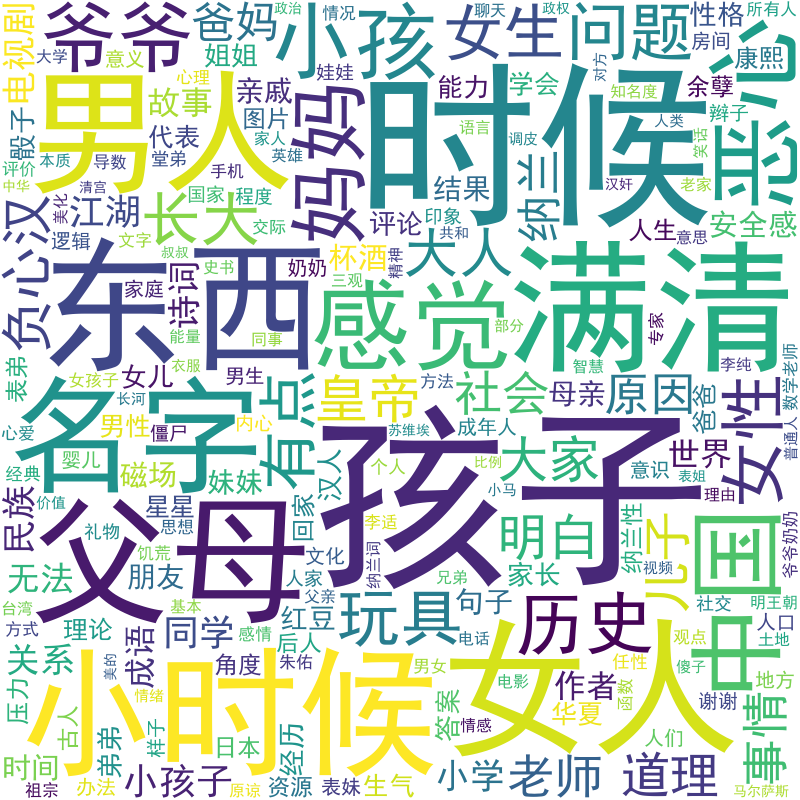 电视剧
大学
政治
情况
聊天
政权
所有人
爷爷
爸妈
小孩
女生
问题
性格
房间
恶心
意义
姐姐
心理
娃娃
能力
学会
对方
知名度
康熙
余孽
男人
故事
亲戚
妈妈
时候
骰子
代表
图片
家人
语言
调皮
人类
辫子
笑话
评价
本质
导数
堂弟
手机
英雄
纳兰
结果
汉奸
老家
中华
美化
清宫
国家
程度
负心汉
江湖
长大
评论
印象
共和
大人
人生
意思
安全感
逻辑
文字
交际
杯酒
精神
叔叔
史书
奶奶
三观
东西
感觉
满清
诗词
家庭
能量
同事
部分
专家
表弟
女孩子
女儿
衣服
男生
方法
智慧
李纯
数学老师
普通人
名字
有点
皇帝
社会
母亲
原因
爸爸
女性
长河
心爱
男性
僵尸
内心
苏维埃
成年人
经典
婴儿
磁场
妹妹
汉人
个人
比例
大家
意识
世界
表姐
民族
价值
礼物
星星
思想
回家
李适
小马
理由
父母
孩子
明白
纳兰性
儿子
中国
爷爷奶奶
饥荒
文化
纳兰词
兄弟
家长
视频
无法
朋友
人家
父亲
社交
明王朝
台湾
方式
理论
基本
成语
同学
感情
红豆
后人
玩具
句子
电话
历史
观点
人口
土地
关系
压力
美的
角度
朱佑
男女
电影
答案
作者
任性
傻子
地方
小时候
女人
情绪
情感
华夏
函数
谢谢
事情
古人
样子
弟弟
日本
经历
人们
时间
祖宗
办法
小孩子
原谅
资源
表妹
生气
小学
老师
道理
马尔萨斯